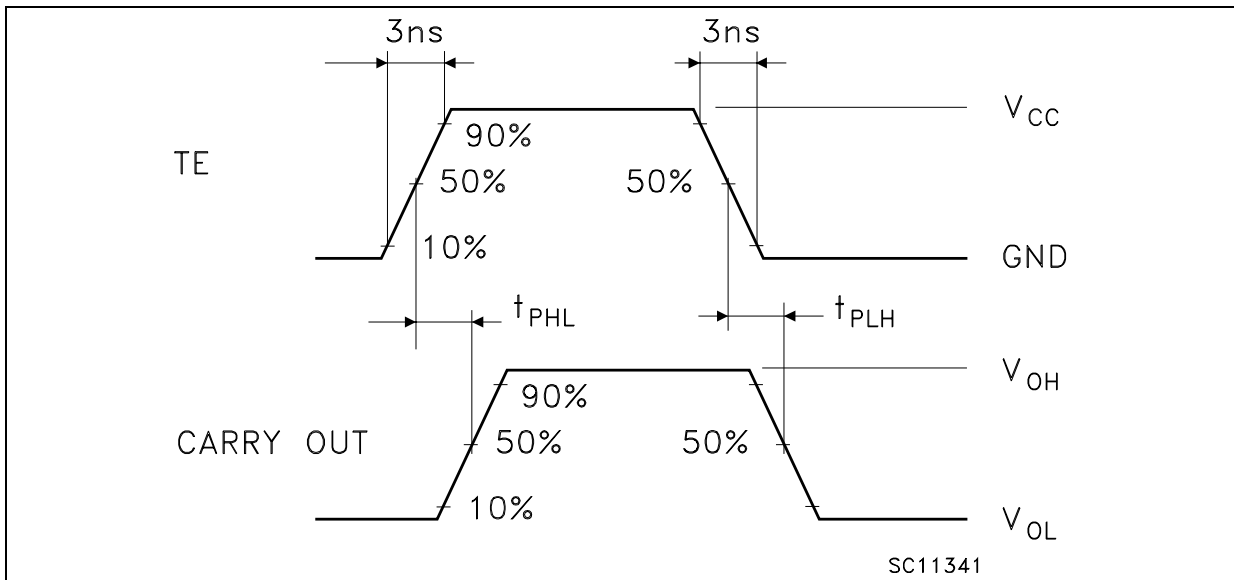 3ns 3ns
V_CC
90%
TE 50% 50%
10%
GND
t_PHL t_PLH
V_OH
90%
CARRY OUT 50% 50%
10%
V_OL
SC11341